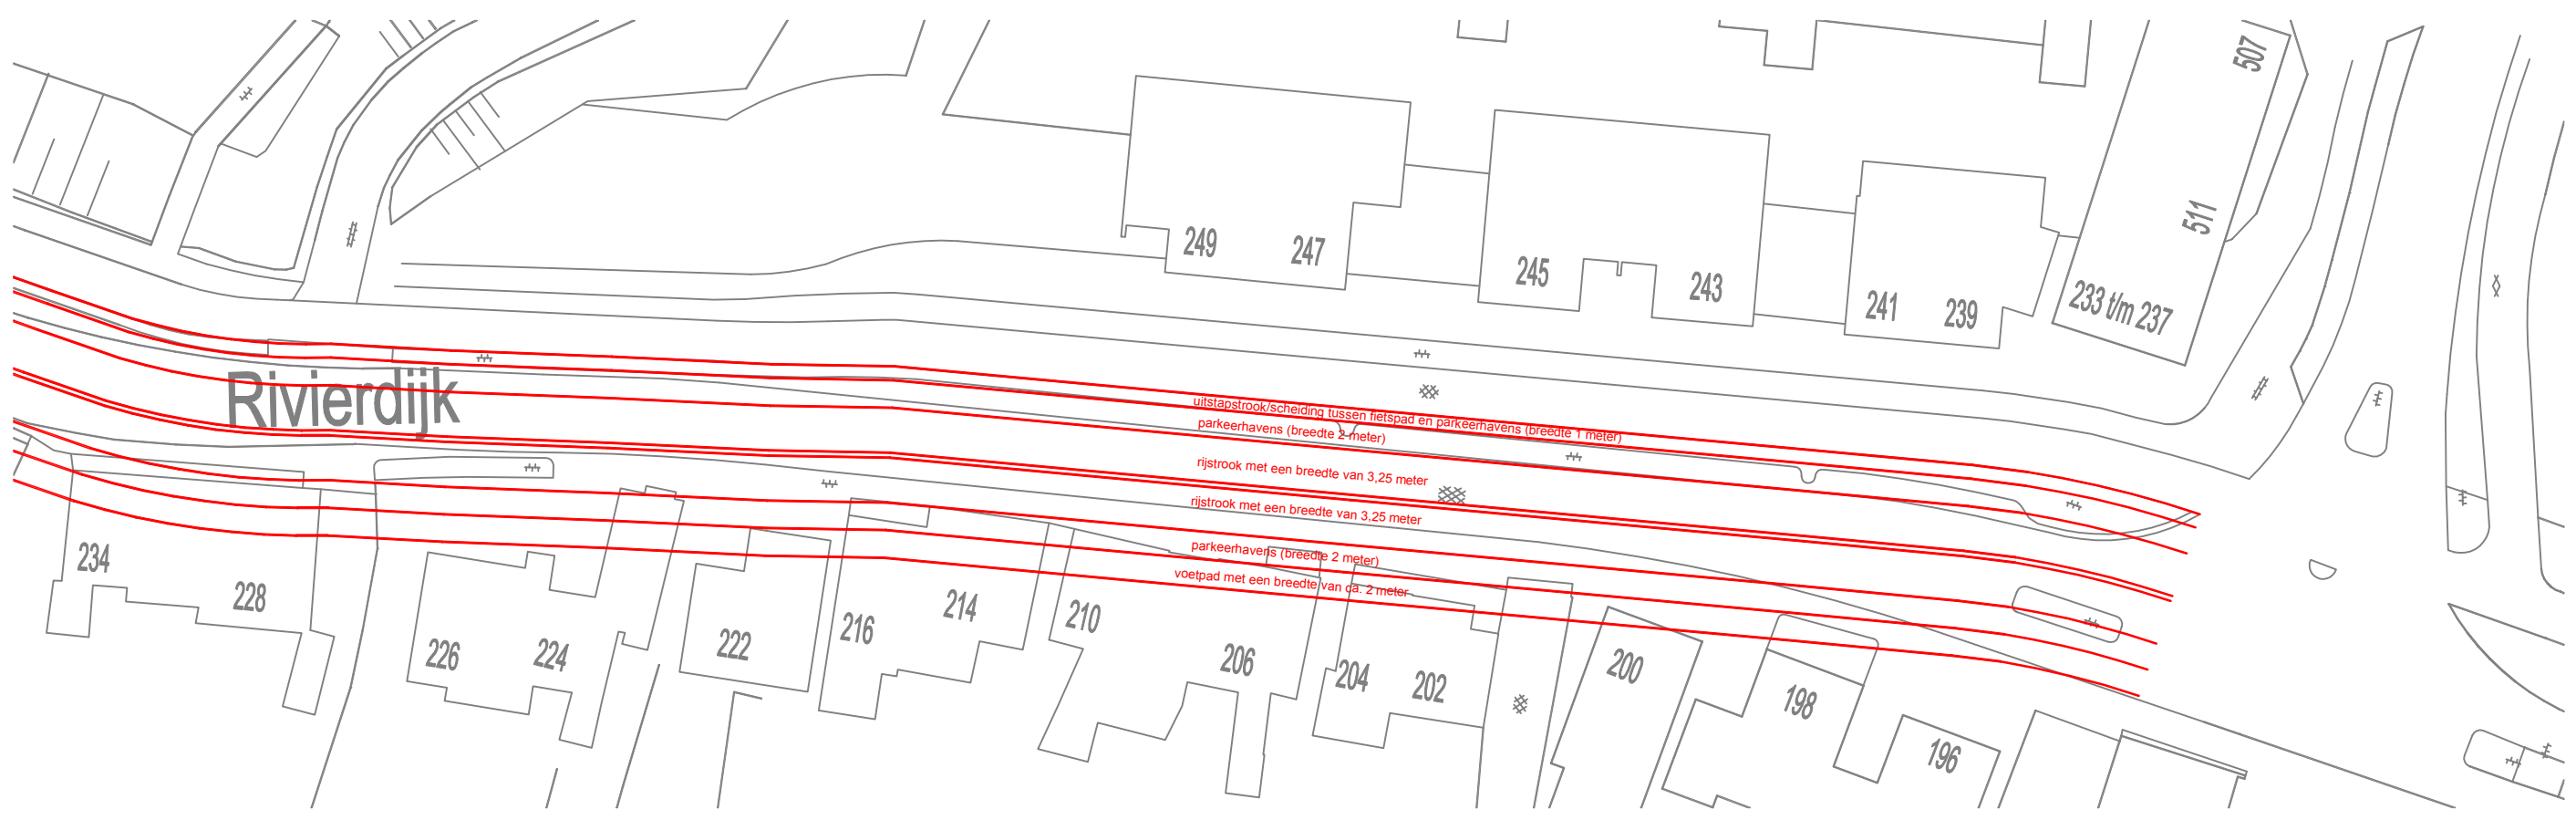 507
511
249
247
245
243
241
239
233 t/m 237
Rivierdijk
uitstapstrook/scheiding tussen fietspad en parkeerhavens (breedte 1 meter)
parkeerhavens (breedte 2 meter)
rijstrook met een breedte van 3,25 meter
rijstrook met een breedte van 3.25 meter
parkeerhavens (breedte 2 meter)
voetpad met een breedte van ca. 2 meter
234
228
226
224
222
216
214
210
206
204
202
200
198
196